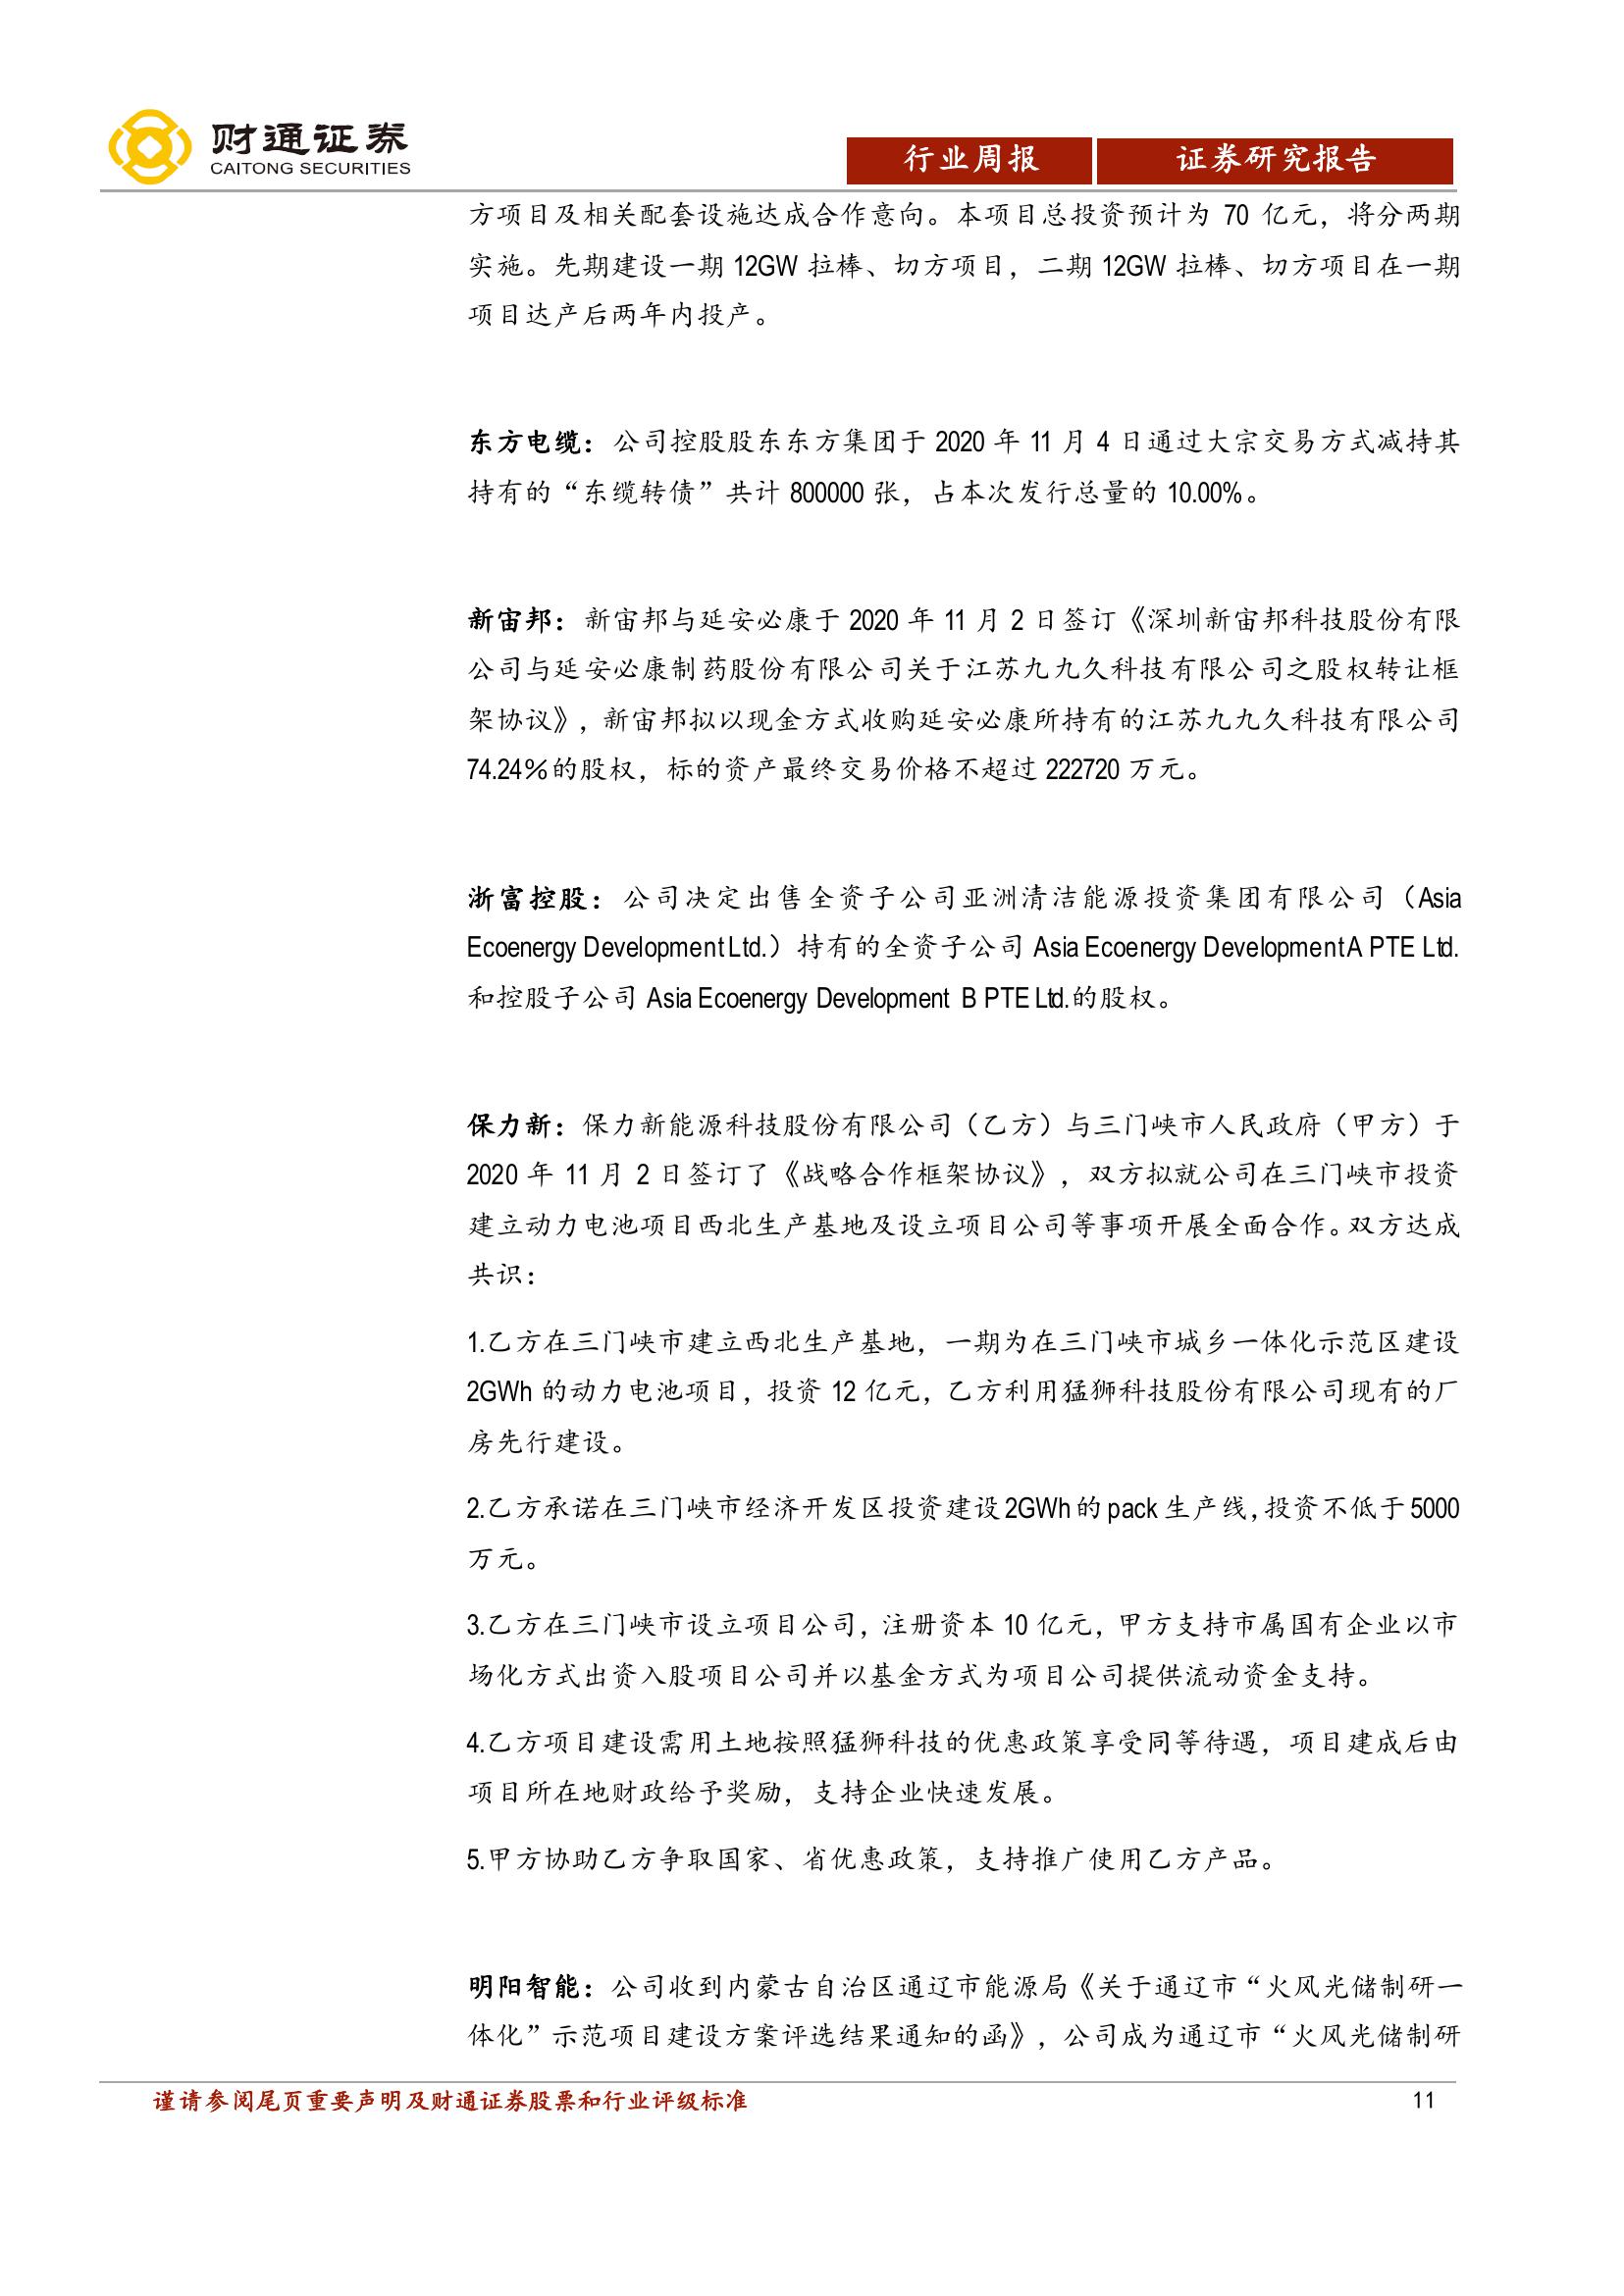 财通证券
CAITONG SECURITIES
行业周报
证券研究报告
方项目及相关配套设施达成合作意向。本项目总投资预计为 70 亿元，将分两期
实施。先期建设一期 12GW 拉棒、切方项目，二期 12GW 拉棒、切方项目在一期
项目达产后两年内投产。
东方电缆：公司控股股东东方集团于 2020 年 11 月 4 日通过大宗交易方式减持其
持有的“东缆转债”共计 800000 张，占本次发行总量的 10.00%。
新宙邦：新宙邦与延安必康于 2020 年 11 月 2 日签订《深圳新宙邦科技股份有限
公司与延安必康制药股份有限公司关于江苏九九久科技有限公司之股权转让框
架协议》，新宙邦拟以现金方式收购延安必康所持有的江苏九九久科技有限公司
74.24%的股权，标的资产最终交易价格不超过 222720 万元。
浙富控股：公司决定出售全资子公司亚洲清洁能源投资集团有限公司（Asia
Ecoenergy Development Ltd.）持有的全资子公司 Asia Ecoenergy Development A PTE Ltd.
和控股子公司 Asia Ecoenergy Development B PTE Ltd.的股权。
保力新：保力新能源科技股份有限公司（乙方）与三门峡市人民政府（甲方）于
2020 年 11 月 2 日签订了《战略合作框架协议》，双方拟就公司在三门峡市投资
建立动力电池项目西北生产基地及设立项目公司等事项开展全面合作。双方达成
共识：
1.乙方在三门峡市建立西北生产基地，一期为在三门峡市城乡一体化示范区建设
2GWh 的动力电池项目，投资 12 亿元，乙方利用猛狮科技股份有限公司现有的厂
房先行建设。
2.乙方承诺在三门峡市经济开发区投资建设 2GWh 的 pack 生产线，投资不低于 5000
万元。
3.乙方在三门峡市设立项目公司，注册资本 10 亿元，甲方支持市属国有企业以市
场化方式出资入股项目公司并以基金方式为项目公司提供流动资金支持。
4.乙方项目建设需用土地按照猛狮科技的优惠政策享受同等待遇，项目建成后由
项目所在地财政给予奖励，支持企业快速发展。
5.甲方协助乙方争取国家、省优惠政策，支持推广使用乙方产品。
明阳智能：公司收到内蒙古自治区通辽市能源局《关于通辽市“火风光储制研一
体化”示范项目建设方案评选结果通知的函》，公司成为通辽市“火风光储制研
谨请参阅尾页重要声明及财通证券股票和行业评级标准
11